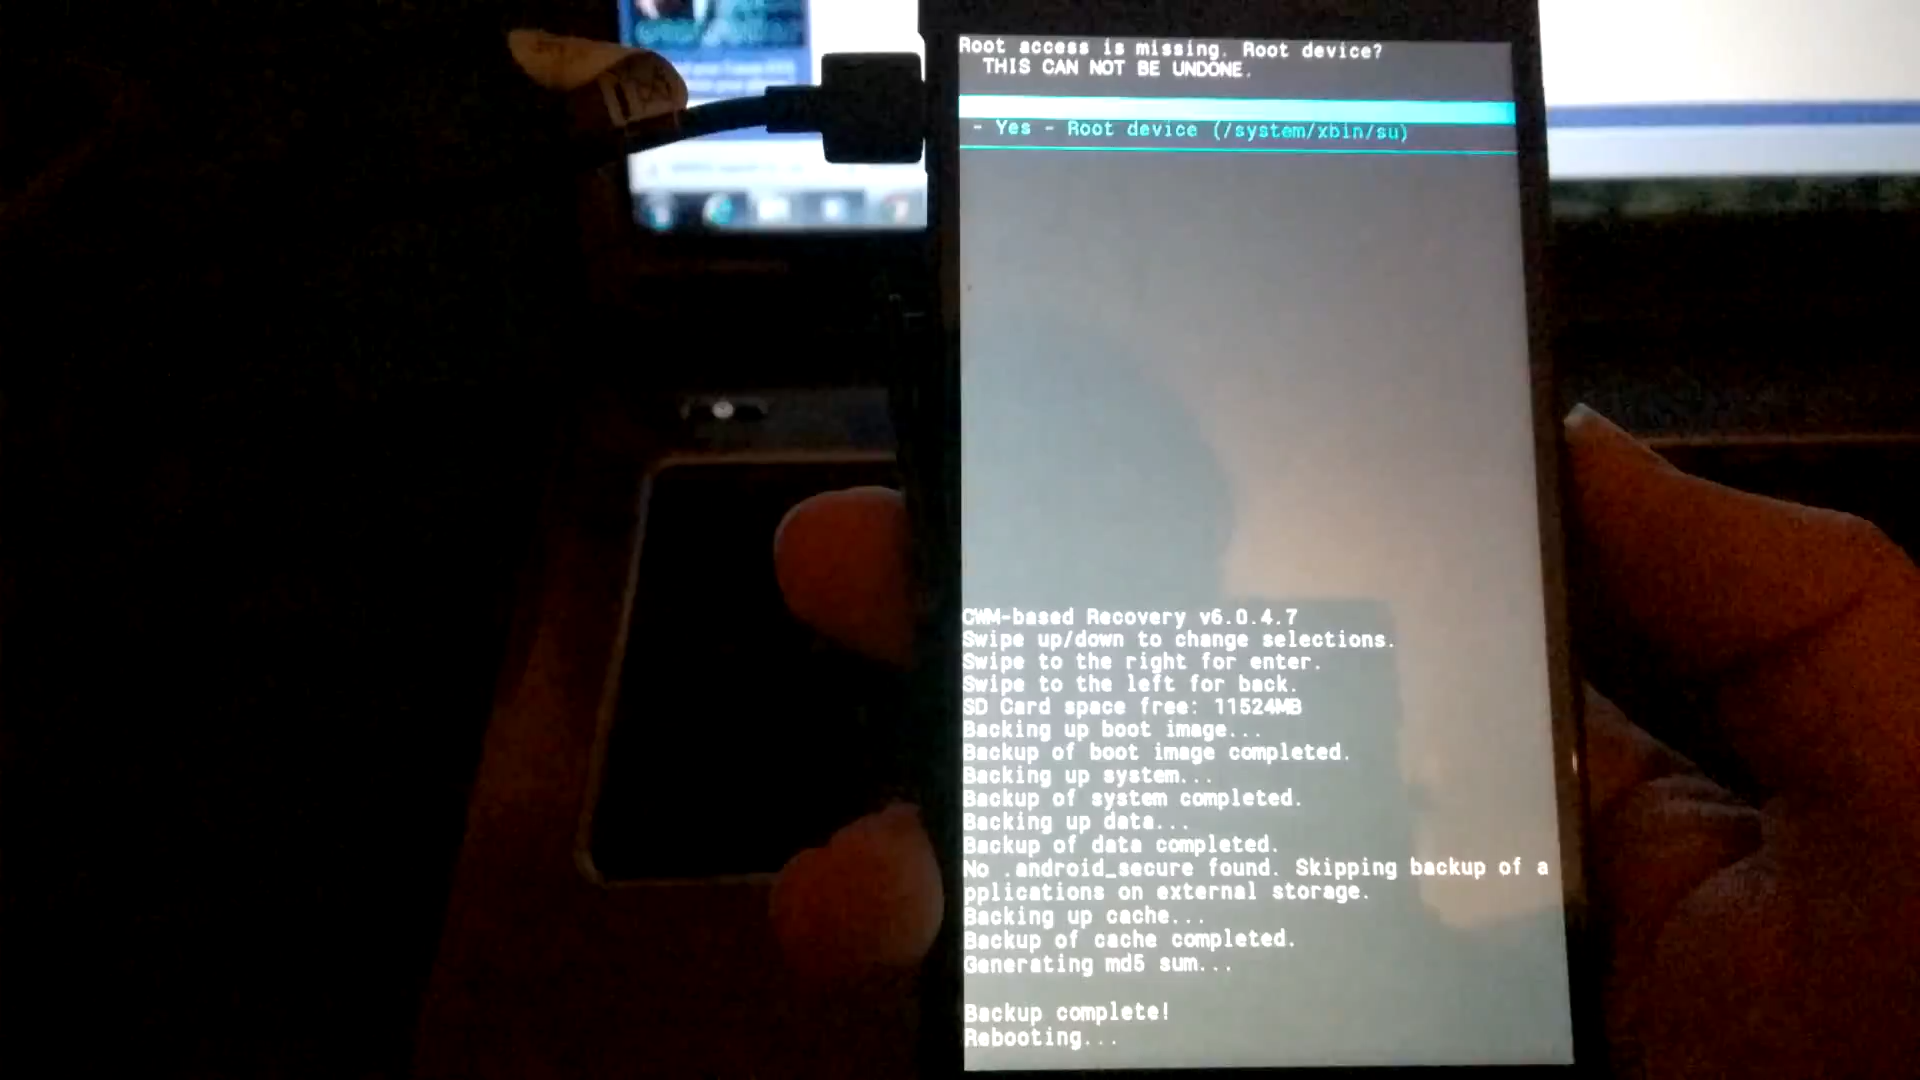 Root access is missing. Root device?
THIS CAN NOT BE UNDONE.
- Yes - Root device (/system/xbin/su)
CWM-based Recovery v6.0.4.7
Swipe up/down to change selections.
Swipe to the right for enter.
Swipe to the left for back.
SD Card space free: 11524MB
Backing up boot image...
Backup of boot image completed.
Backing up system...
Backup of system completed.
Backing up data...
Backup of data completed.
No .android_secure found. Skipping backup of a
pplications on external storage.
Backing up cache...
Backup of cache completed.
Generating md5 sum...
Backup complete!
Rebooting...